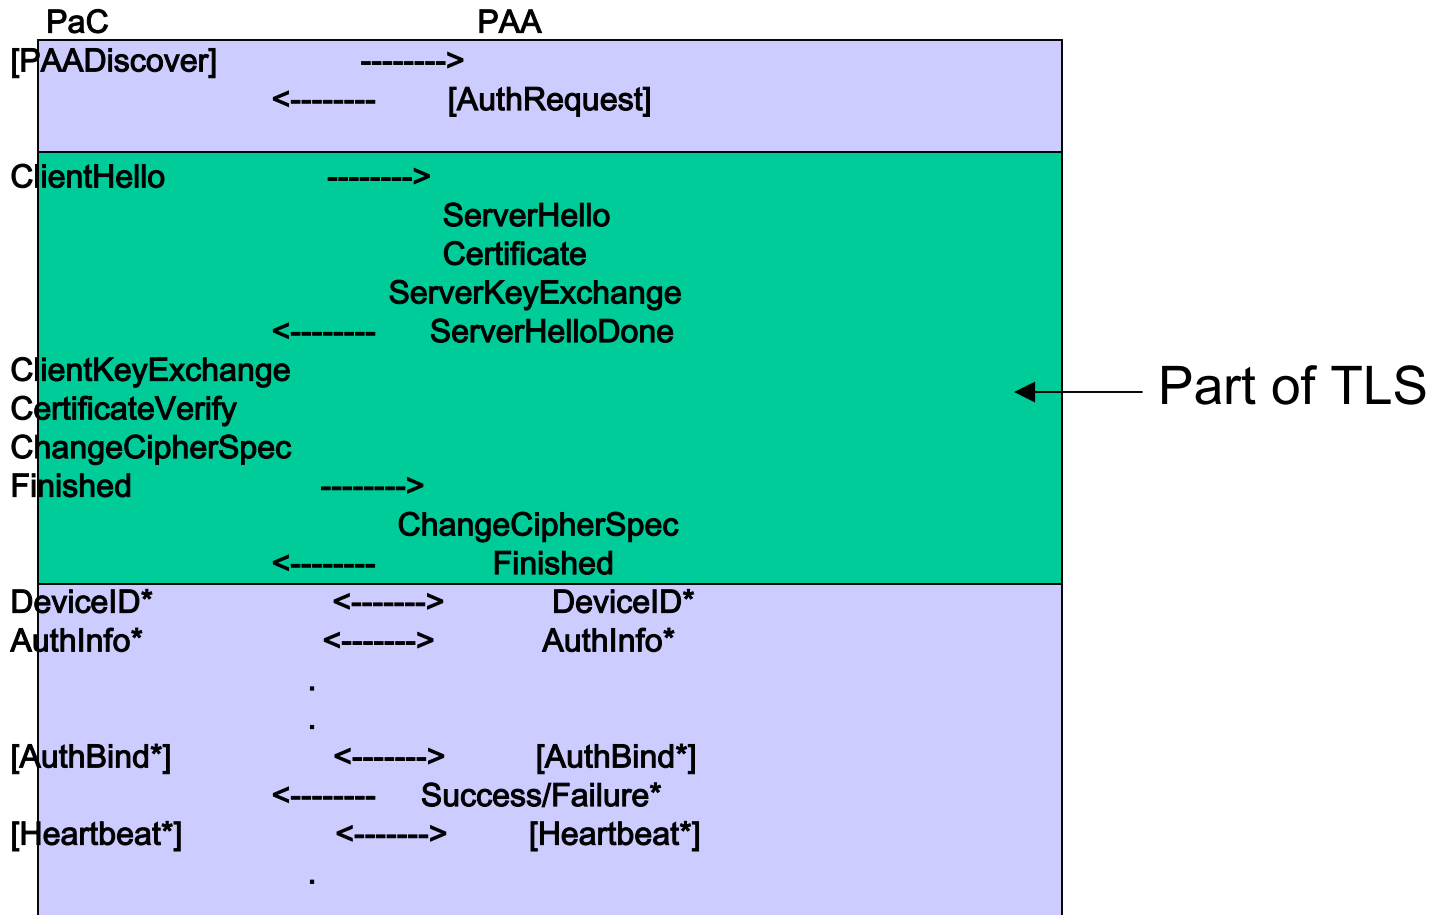 PaC PAA
[PAADiscover] -------->
<-------- [AuthRequest]
ClientHello -------->
ServerHello
Certificate
ServerKeyExchange
<-------- ServerHelloDone
ClientKeyExchange
Part of TLS
CertificateVerify
ChangeCipherSpec
Finished -------->
ChangeCipherSpec
<-------- Finished
DeviceID* <-------> DeviceID*
AuthInfo* <-------> AuthInfo*
.
.
[AuthBind*] <-------> [AuthBind*]
<-------- Success/Failure*
[Heartbeat*] <-------> [Heartbeat*]
.